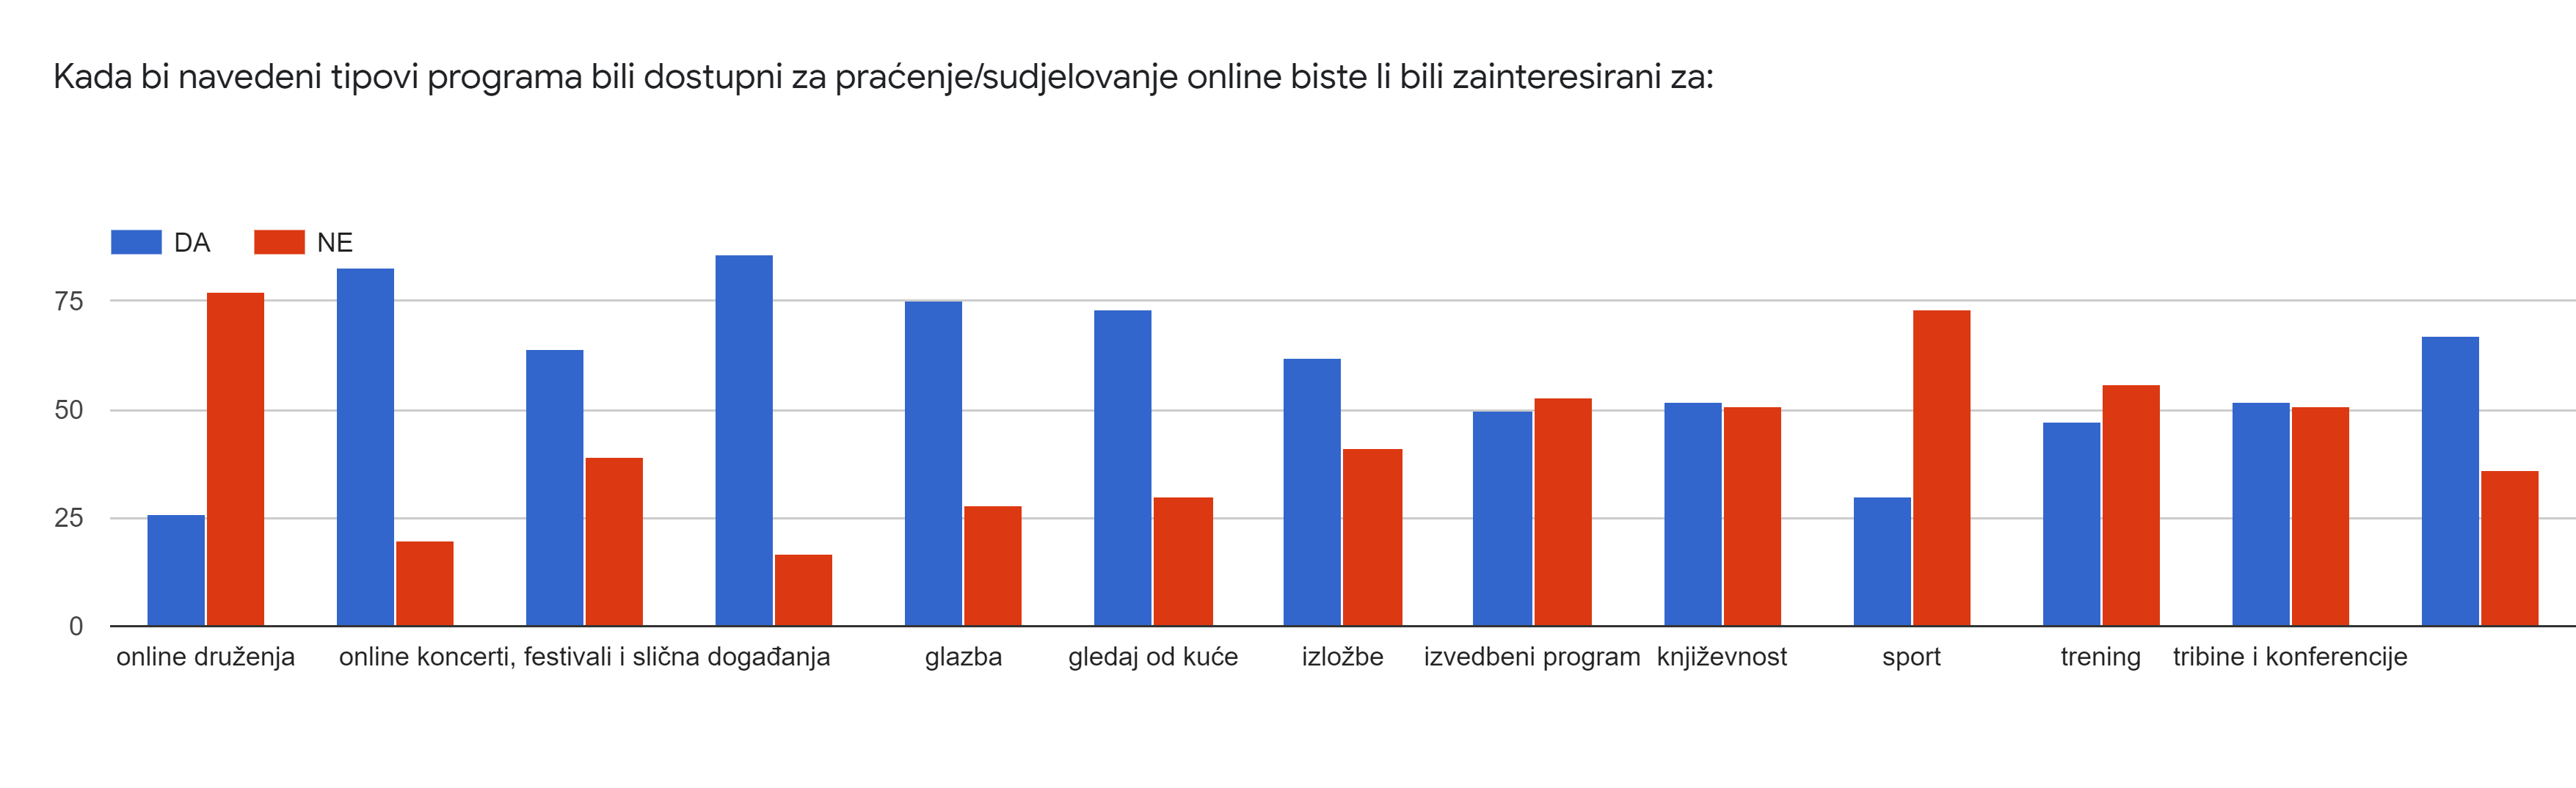 Kada bi navedeni tipovi programa bili dostupni za praćenje/sudjelovanje online biste li bili zainteresirani za:
DA NE
75
50
25
0
online druženja online koncerti, festivali i slična događanja glazba gledaj od kuće izložbe izvedbeni program književnost sport trening tribine i konferencije